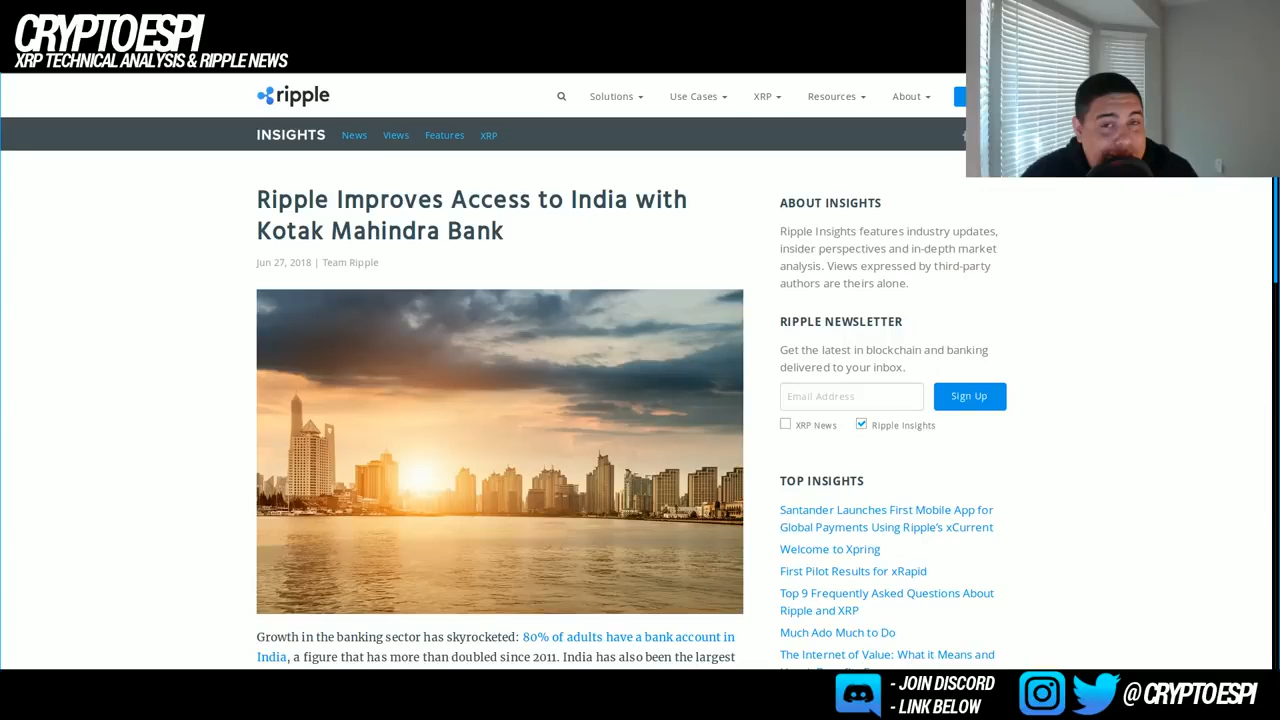 CRYPTOESPI
XRP TECHNICAL ANALYSIS & RIPPLE NEWS
ripple
Solutions
Use Cases
XRP
Resources
About
INSIGHTS
News
Views
Features
XRP
Ripple Improves Access to India with
Kotak Mahindra Bank
Jun 27, 2018 | Team Ripple
Growth in the banking sector has skyrocketed: 80% of adults have a bank account in
India, a figure that has more than doubled since 2011. India has also been the largest
ABOUT INSIGHTS
Ripple Insights features industry updates,
insider perspectives and in-depth market
analysis. Views expressed by third-party
authors are theirs alone.
RIPPLE NEWSLETTER
Get the latest in blockchain and banking
delivered to your inbox.
Email Address
Sign Up
XRP News
Ripple Insights
TOP INSIGHTS
Santander Launches First Mobile App for
Global Payments Using Ripple's xCurrent
Welcome to Xpring
First Pilot Results for xRapid
Top 9 Frequently Asked Questions About
Ripple and XRP
Much Ado Much to Do
The Internet of Value: What it Means and
- JOIN DISCORD
- LINK BELOW
@CRYPTOESPI